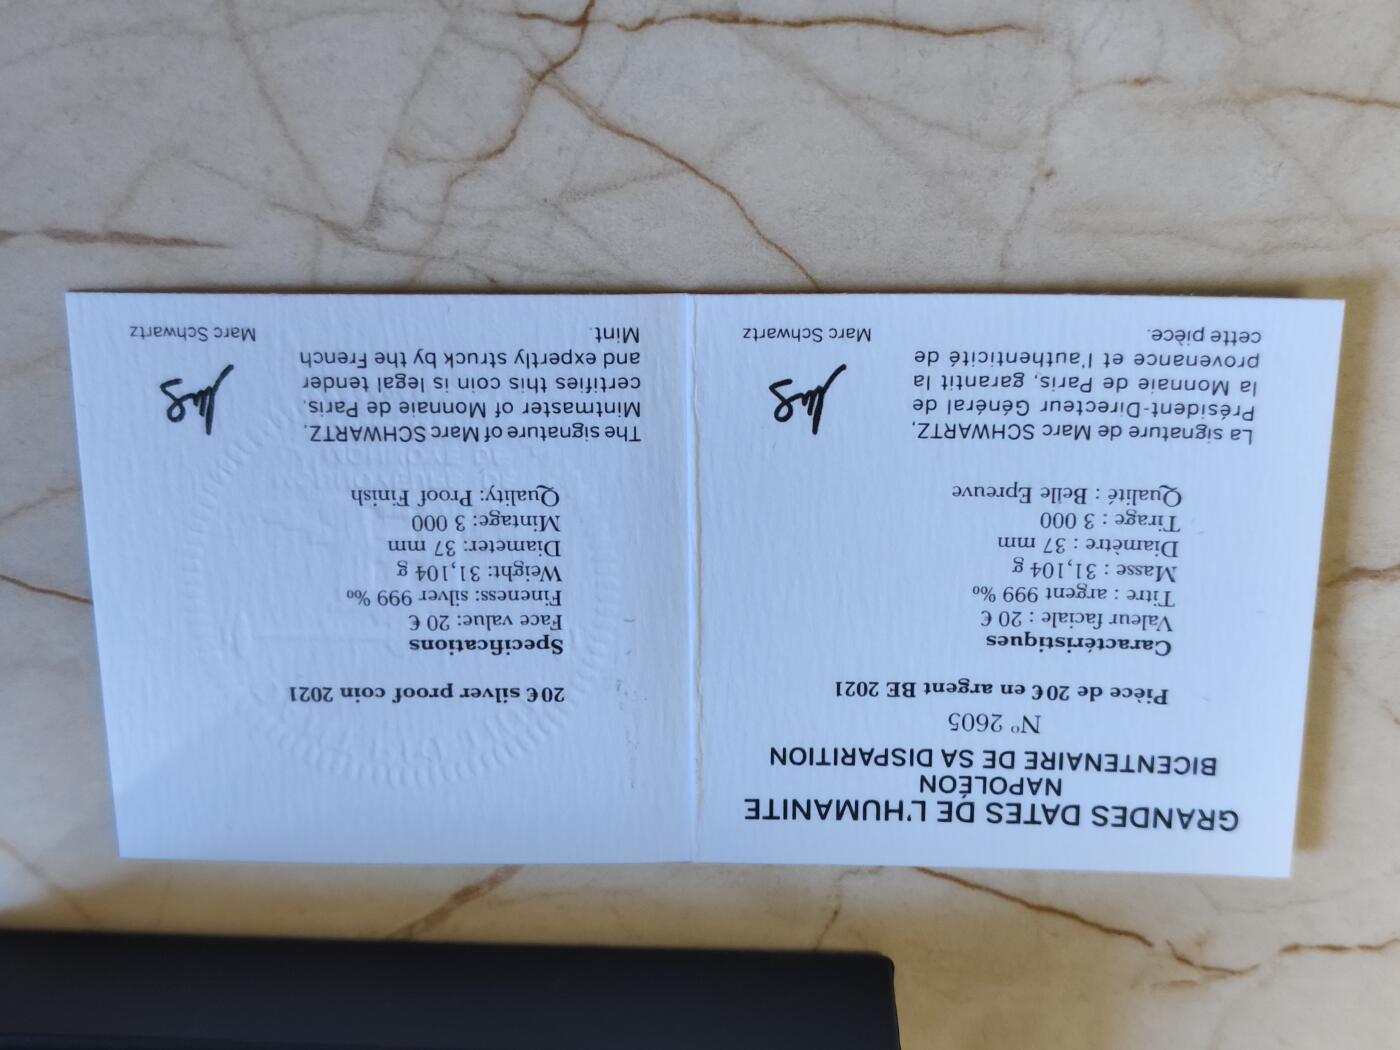 GRANDES DATES DE L'HUMANITE
NAPOLÉON
BICENTENAIRE DE SA DISPARITION
N° 2605
Pièce de 20 € en argent BE 2021
Caractéristiques
Valeur faciale : 20 €
Titre : argent 999 ‰
Masse : 31,104 g
Diamètre : 37 mm
Tirage : 3 000
Qualité : Belle Epreuve
La signature de Marc SCHWARTZ,
Président-Directeur Général de
la Monnaie de Paris, garantit la
provenance et l'authenticité de
cette pièce.
Marc Schwartz
20 € silver proof coin 2021
Specifications
Face value: 20 €
Fineness: silver 999 ‰
Weight: 31,104 g
Diameter: 37 mm
Mintage: 3 000
Quality: Proof Finish
The signature of Marc SCHWARTZ,
Mintmaster of Monnaie de Paris.
certifies this coin is legal tender
and expertly struck by the French
Mint.
Marc Schwartz